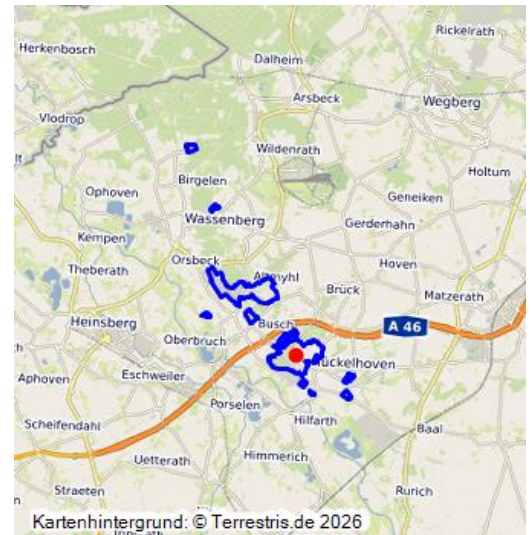 Rickelrath
Herkenbosch
Dalheim
Arsbeck
Wegberg
Vlodrop
Wildenrath
Holtum
Birgelen
Ophoven
Geneiken
Wassenberg
Gerderhahn
Kempen
Orsbeck
Hoven
Theberath
Altmyhl
Brück
Matzerath
Heinsberg
Busch
A 46
Oberbruch
Hückelhoven
Aphoven
Eschweiler
Porselen
Hilfarth
Scheifendahl
Baal
Uetterath
Himmerich
Straeten
Rurich
Kartenhintergrund: © Terrestris.de 2026